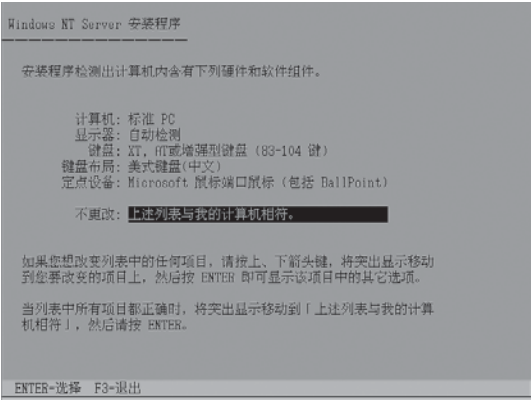 Windows NT Server 安装程序
安装程序检测出计算机内含有下列硬件和软件组件。
计算机: 标准 PC
显示器: 自动检测
键盘: XT, AT或增强型键盘 (83-104 键)
键盘布局: 美式键盘(中文)
定点设备: Microsoft 鼠标端口鼠标 (包括 BallPoint)
不更改: 上述列表与我的计算机相符。
如果您想改变列表中的任何项目，请按上、下箭头键，将突出显示移动
到您要改变的项目上，然后按 ENTER 即可显示该项目中的其它选项。
当列表中所有项目都正确时，将突出显示移动到「上述列表与我的计算
机相符」，然后请按 ENTER。
ENTER=选择 F3=退出